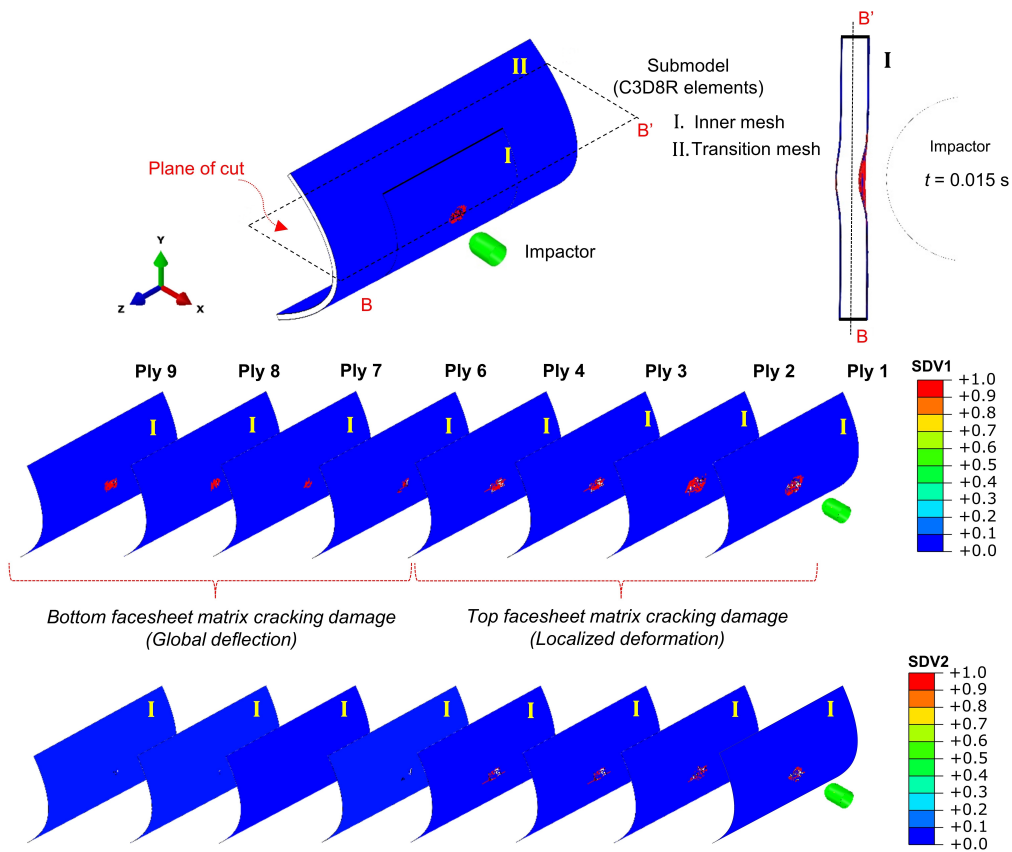 B'
II
Submodel
(C3D8R elements)
I
B'
I. Inner mesh
II. Transition mesh
I
Impactor
t = 0.015 s
Plane of cut
Y
Z
X
Impactor
B
B
Ply 9 Ply 8 Ply 7 Ply 6 Ply 4 Ply 3 Ply 2 Ply 1
SDV1
+1.0
+0.9
+0.8
+0.7
+0.6
+0.5
+0.4
+0.3
+0.2
+0.1
+0.0
I I I I I I I I
Bottom facesheet matrix cracking damage
(Global deflection)
Top facesheet matrix cracking damage
(Localized deformation)
SDV2
+1.0
+0.9
+0.8
+0.7
+0.6
+0.5
+0.4
+0.3
+0.2
+0.1
+0.0
I I I I I I I I